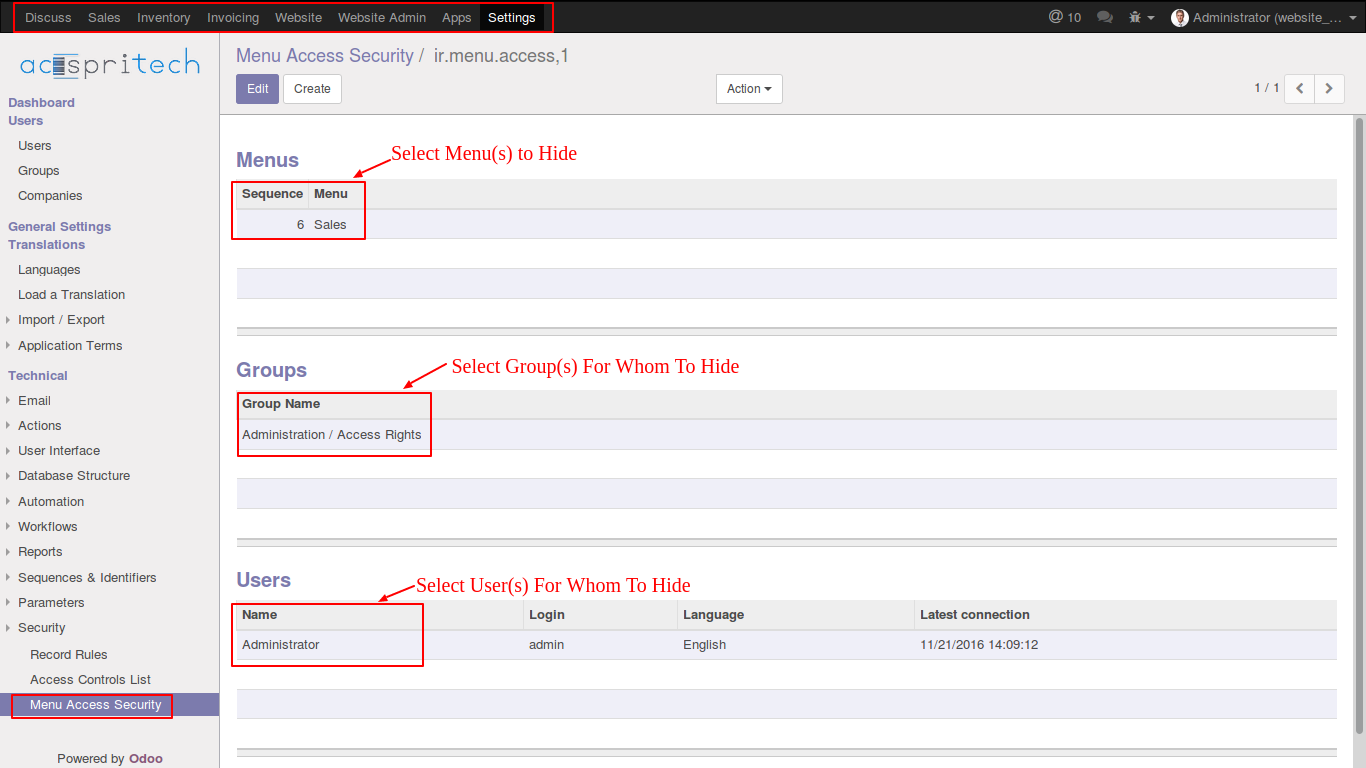 Discuss Sales Inventory Invoicing Website Website Admin Apps Settings
@ 10 Administrator (website_...
acespritech
Dashboard
Users
Users
Groups
Companies
General Settings
Translations
Languages
Load a Translation
Import / Export
Application Terms
Technical
Email
Actions
User Interface
Database Structure
Automation
Workflows
Reports
Sequences & Identifiers
Parameters
Security
Record Rules
Access Controls List
Menu Access Security
Powered by Odoo
Menu Access Security / ir.menu.access,1
Edit Create Action 1 / 1
Select Menu(s) to Hide
Menus
Sequence Menu
6 Sales
Select Group(s) For Whom To Hide
Groups
Group Name
Administration / Access Rights
Select User(s) For Whom To Hide
Users
Name Login Language Latest connection
Administrator admin English 11/21/2016 14:09:12